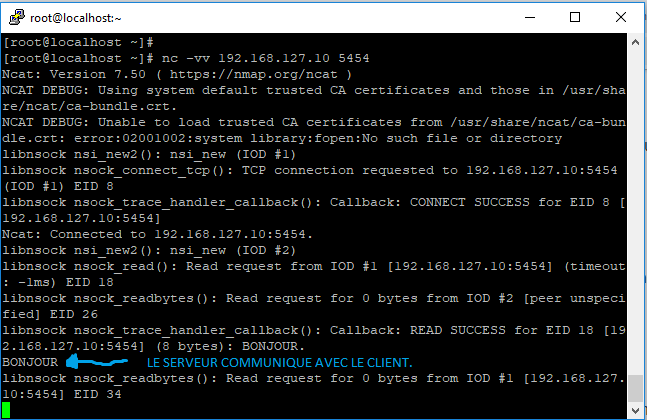 root@localhost:~
[root@localhost ~]#
[root@localhost ~]# nc -vv 192.168.127.10 5454
Ncat: Version 7.50 ( https://nmap.org/ncat )
NCAT DEBUG: Using system default trusted CA certificates and those in /usr/sha
re/ncat/ca-bundle.crt.
NCAT DEBUG: Unable to load trusted CA certificates from /usr/share/ncat/ca-bun
dle.crt: error:02001002:system library:fopen:No such file or directory
libnsock nsi_new2(): nsi_new (IOD #1)
libnsock nsock_connect_tcp(): TCP connection requested to 192.168.127.10:5454
(IOD #1) EID 8
libnsock nsock_trace_handler_callback(): Callback: CONNECT SUCCESS for EID 8 [
192.168.127.10:5454]
Ncat: Connected to 192.168.127.10:5454.
libnsock nsi_new2(): nsi_new (IOD #2)
libnsock nsock_read(): Read request from IOD #1 [192.168.127.10:5454] (timeout
: -1ms) EID 18
libnsock nsock_readbytes(): Read request for 0 bytes from IOD #2 [peer unspeci
fied] EID 26
libnsock nsock_trace_handler_callback(): Callback: READ SUCCESS for EID 18 [19
2.168.127.10:5454] (8 bytes): BONJOUR.
BONJOUR LE SERVEUR COMMUNIQUE AVEC LE CLIENT.
libnsock nsock_readbytes(): Read request for 0 bytes from IOD #1 [192.168.127.
10:5454] EID 34